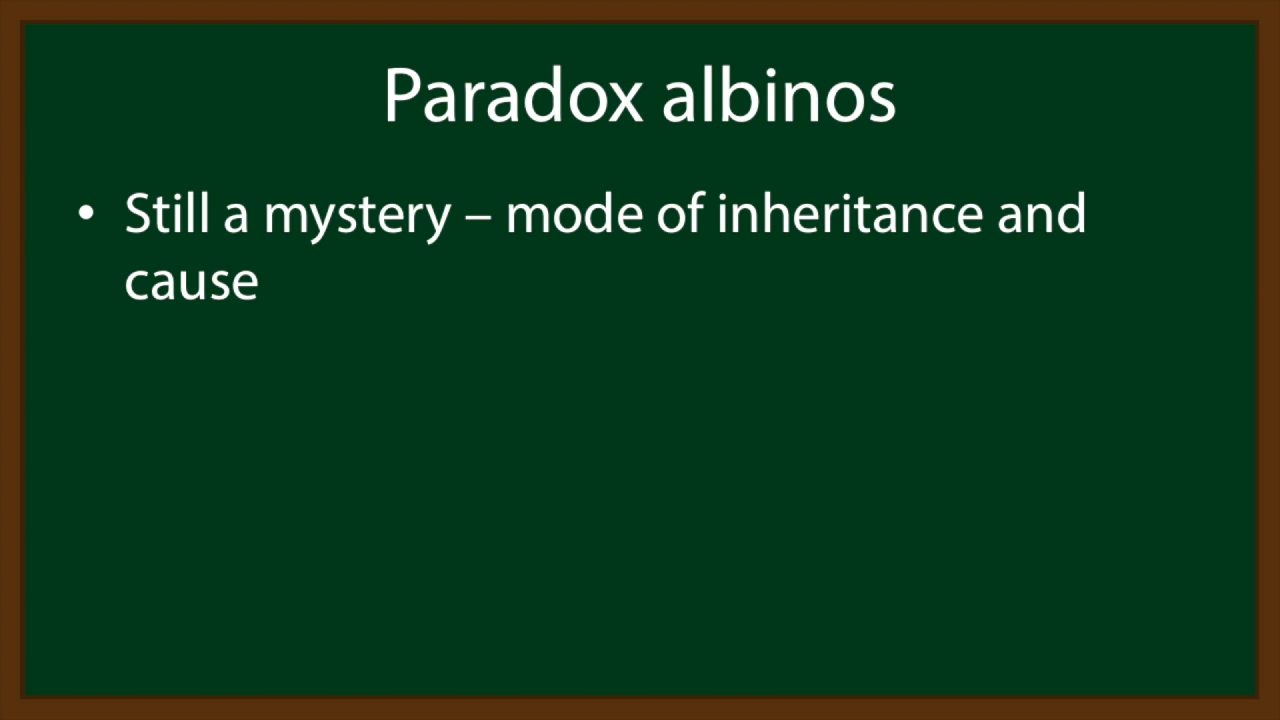 Paradox albinos
• Still a mystery – mode of inheritance and
cause